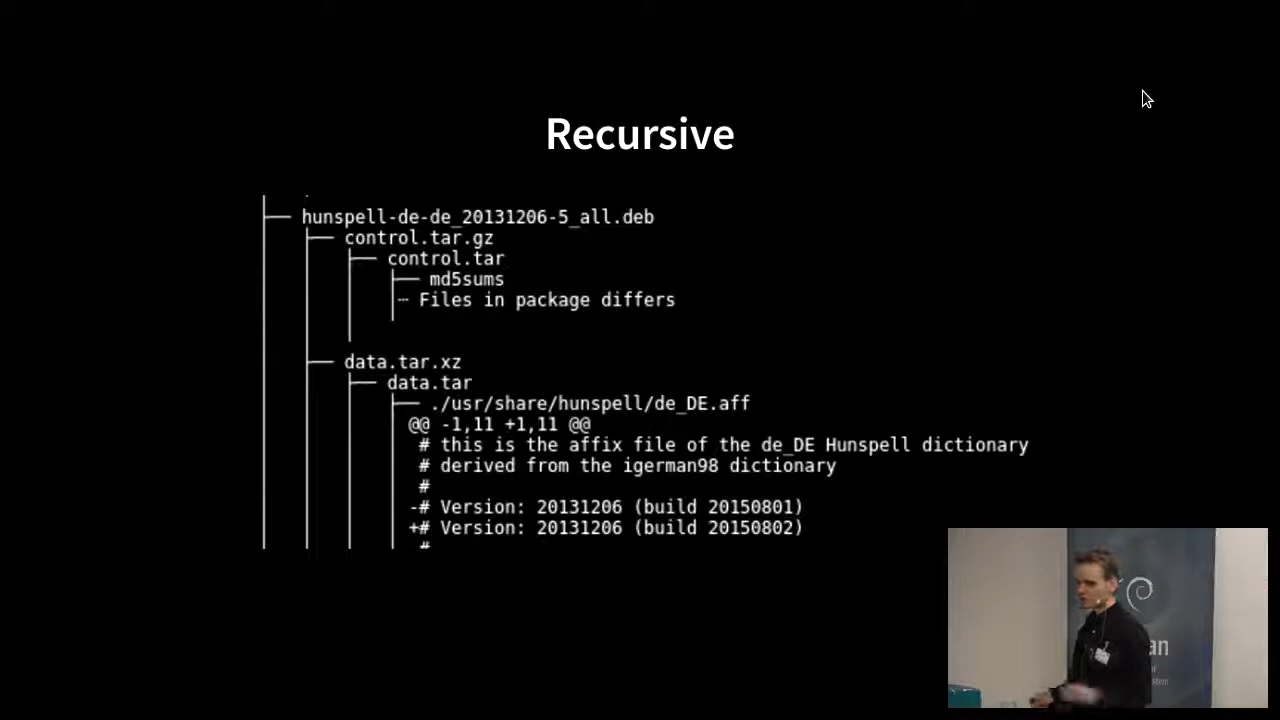 Recursive
├── hunspell-de-de_20131206-5_all.deb
│   ├── control.tar.gz
│   │   ├── control.tar
│   │   │   ├── md5sums
│   │   │   │┄ Files in package differs
│   ├── data.tar.xz
│   │   ├── data.tar
│   │   │   ├── ./usr/share/hunspell/de_DE.aff
│   │   │   │ @@ -1,11 +1,11 @@
│   │   │   │  # this is the affix file of the de_DE Hunspell dictionary
│   │   │   │  # derived from the igerman98 dictionary
│   │   │   │  #
│   │   │   │ -# Version: 20131206 (build 20150801)
│   │   │   │ +# Version: 20131206 (build 20150802)
│   │   │   │  #
an